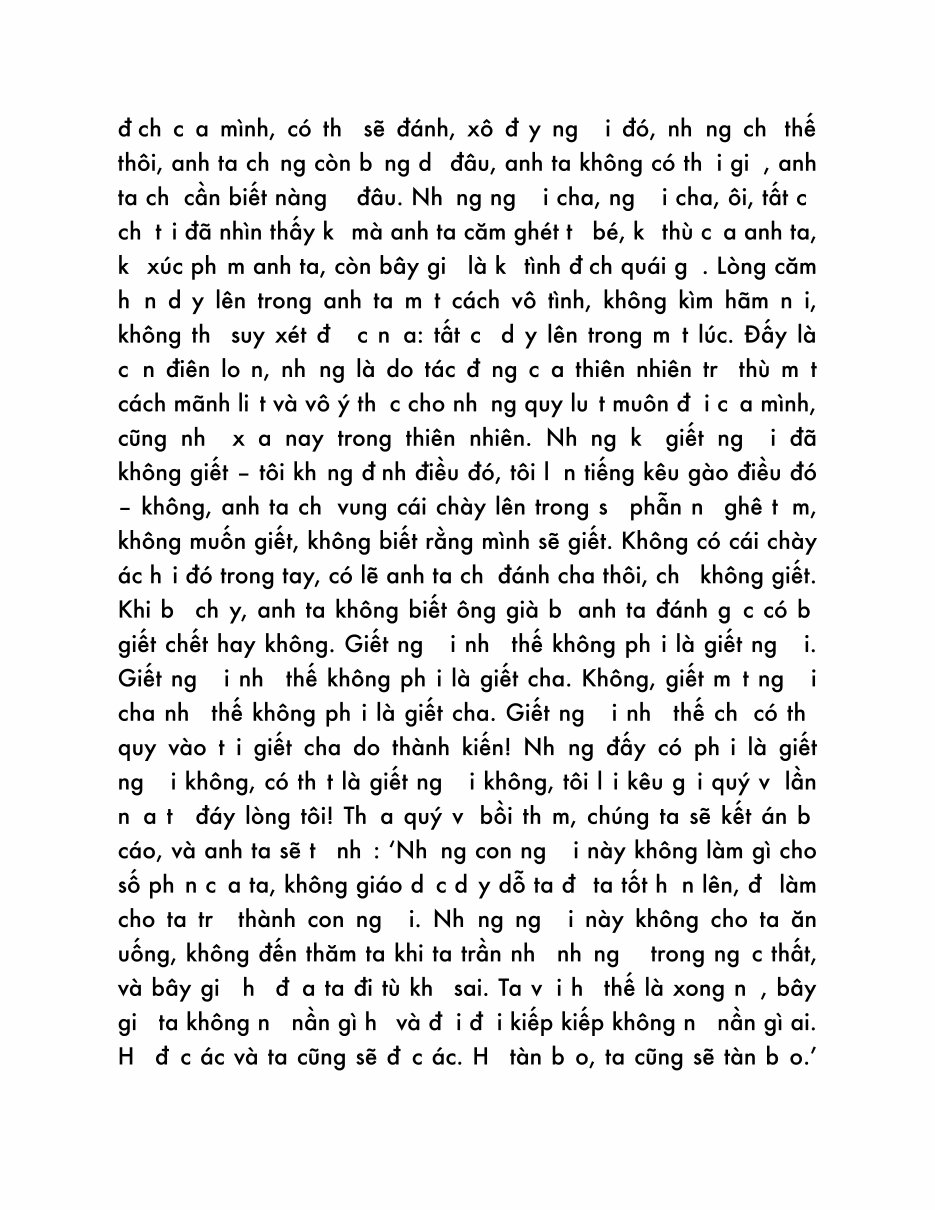 đ ch c a mình, có th sẽ đánh, xô đ y ng i đó, nh ng ch thế
thôi, anh ta ch ng còn b ng d đâu, anh ta không có th i gi , anh
ta ch cần biết nàng đâu. Nh ng ng i cha, ng i cha, ôi, tất c
ch t i đã nhìn thấy k mà anh ta căm ghét t bé, k thù c a anh ta,
k xúc ph m anh ta, còn bây gi là k tình đ ch quái g . Lòng căm
h n d y lên trong anh ta m t cách vô tình, không kìm hãm n i,
không th suy xét đ c n a: tất c d y lên trong m t lúc. Đấy là
c n điên lo n, nh ng là do tác đ ng c a thiên nhiên tr thù m t
cách mãnh li t và vô ý th c cho nh ng quy lu t muôn đ i c a mình,
cũng nh x a nay trong thiên nhiên. Nh ng k giết ng i đã
không giết – tôi kh ng đ nh điều đó, tôi l n tiếng kêu gào điều đó
– không, anh ta ch vung cái chày lên trong s phẫn n ghê t m,
không muốn giết, không biết rằng mình sẽ giết. Không có cái chày
ác h i đó trong tay, có lẽ anh ta ch đánh cha thôi, ch không giết.
Khi b ch y, anh ta không biết ông già b anh ta đánh g c có b
giết chết hay không. Giết ng i nh thế không ph i là giết ng i.
Giết ng i nh thế không ph i là giết cha. Không, giết m t ng i
cha nh thế không ph i là giết cha. Giết ng i nh thế ch có th
quy vào t i giết cha do thành kiến! Nh ng đấy có ph i là giết
ng i không, có th t là giết ng i không, tôi l i kêu g i quý v lần
n a t đáy lòng tôi! Th a quý v bồi th m, chúng ta sẽ kết án b
cáo, và anh ta sẽ t nh : ‘Nh ng con ng i này không làm gì cho
số ph n c a ta, không giáo d c d y dỗ ta đ ta tốt h n lên, đ làm
cho ta tr thành con ng i. Nh ng ng i này không cho ta ăn
uống, không đến thăm ta khi ta trần nh nh ng trong ng c thất,
và bây gi h đ a ta đi tù kh sai. Ta v i h thế là xong n , bây
gi ta không n nần gì h và đ i đ i kiếp kiếp không n nần gì ai.
H đ c ác và ta cũng sẽ đ c ác. H tàn b o, ta cũng sẽ tàn b o.’